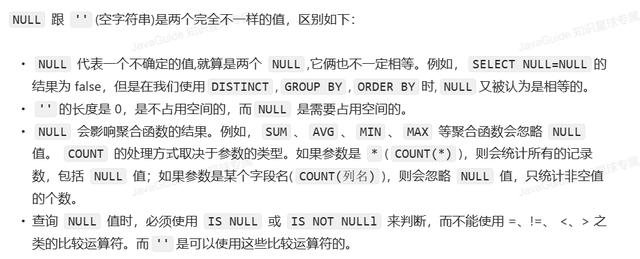 NULL 跟 ''(空字符串)是两个完全不一样的值，区别如下：
• NULL 代表一个不确定的值,就算是两个 NULL ,它俩也不一定相等。例如， SELECT NULL=NULL 的
结果为 false，但是在我们使用 DISTINCT , GROUP BY , ORDER BY 时, NULL 又被认为是相等的。
• '' 的长度是 0，是不占用空间的，而 NULL 是需要占用空间的。
• NULL 会影响聚合函数的结果。例如， SUM 、 AVG 、 MIN 、 MAX 等聚合函数会忽略 NULL
值。 COUNT 的处理方式取决于参数的类型。如果参数是 * ( COUNT(*) )，则会统计所有的记录
数，包括 NULL 值；如果参数是某个字段名( COUNT(列名) )，则会忽略 NULL 值，只统计非空值
的个数。
• 查询 NULL 值时，必须使用 IS NULL 或 IS NOT NULL1 来判断，而不能使用 =、!=、 <、> 之
类的比较运算符。而 '' 是可以使用这些比较运算符的。